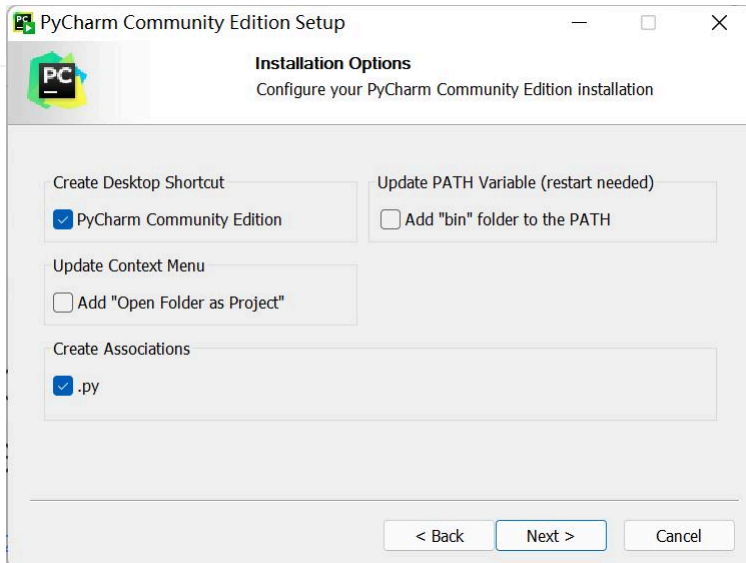 PyCharm Community Edition Setup
PC
Installation Options
Configure your PyCharm Community Edition installation
Create Desktop Shortcut
PyCharm Community Edition
Update PATH Variable (restart needed)
Add "bin" folder to the PATH
Update Context Menu
Add "Open Folder as Project"
Create Associations
.py
< Back
Next >
Cancel